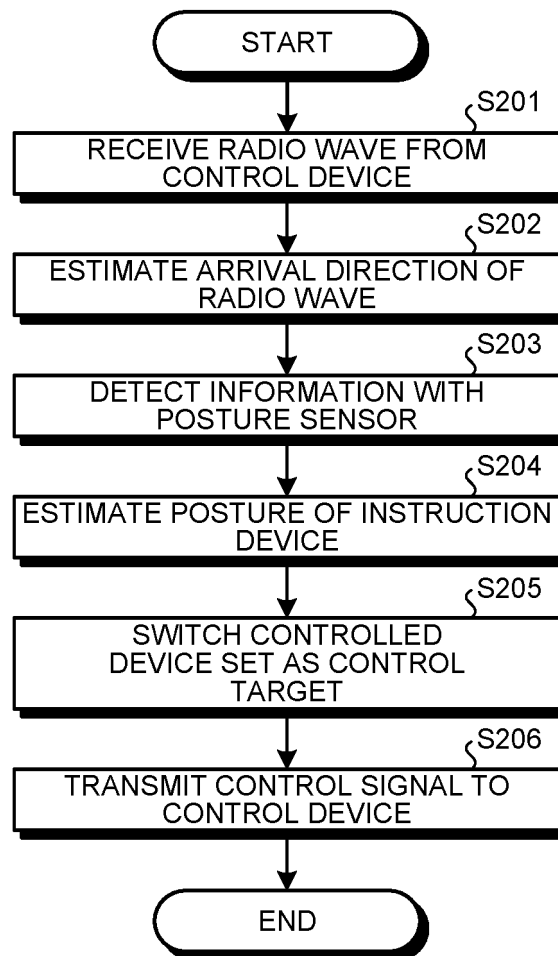 START
S201
RECEIVE RADIO WAVE FROM
CONTROL DEVICE
S202
ESTIMATE ARRIVAL DIRECTION OF
RADIO WAVE
S203
DETECT INFORMATION WITH
POSTURE SENSOR
S204
ESTIMATE POSTURE OF INSTRUCTION
DEVICE
S205
SWITCH CONTROLLED
DEVICE SET AS CONTROL
TARGET
S206
TRANSMIT CONTROL SIGNAL TO
CONTROL DEVICE
END